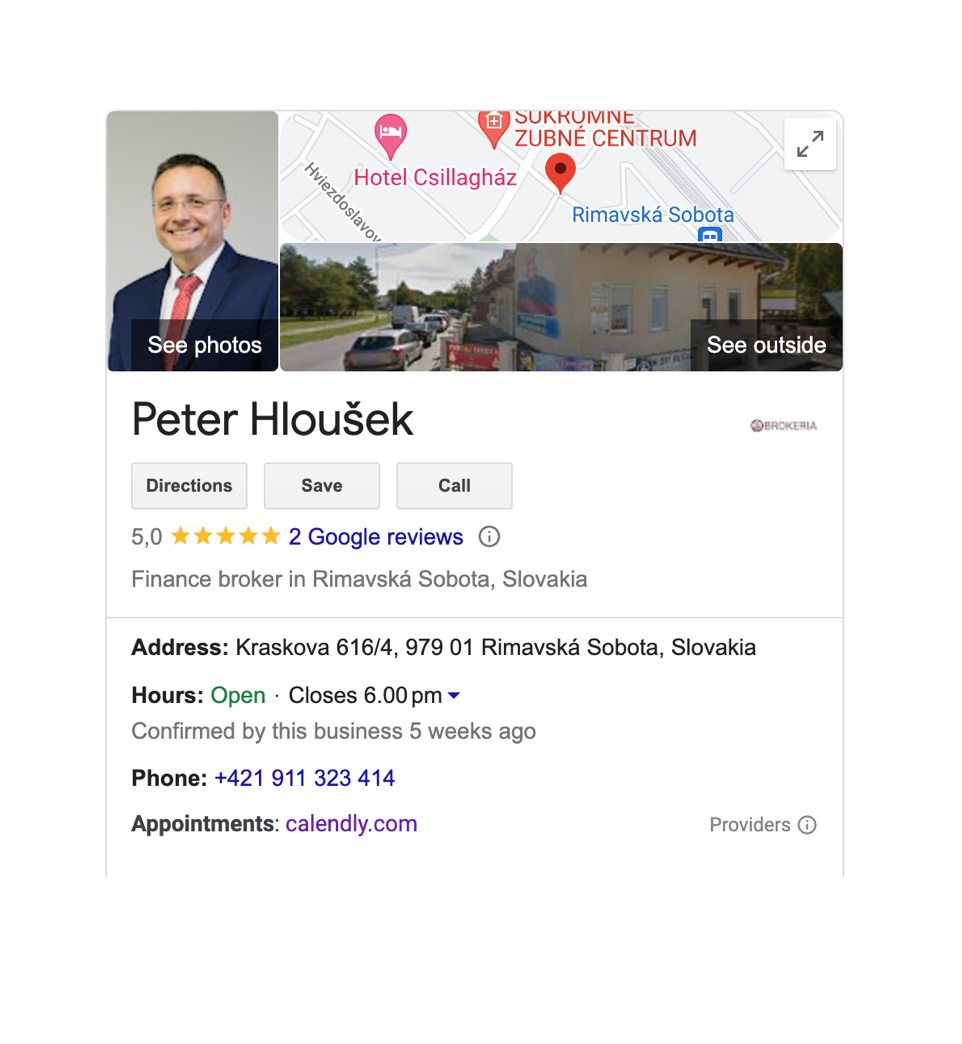 SÚKROMNÉ
ZUBNÉ CENTRUM
Hotel Csillagház
Hviezdoslavov
Rimavská Sobota
See photos
See outside
Peter Hloušek
BROKERIA
Directions
Save
Call
5,0
2 Google reviews
Finance broker in Rimavská Sobota, Slovakia
Address: Kraskova 616/4, 979 01 Rimavská Sobota, Slovakia
Hours: Open · Closes 6.00 pm
Confirmed by this business 5 weeks ago
Phone: +421 911 323 414
Appointments: calendly.com
Providers